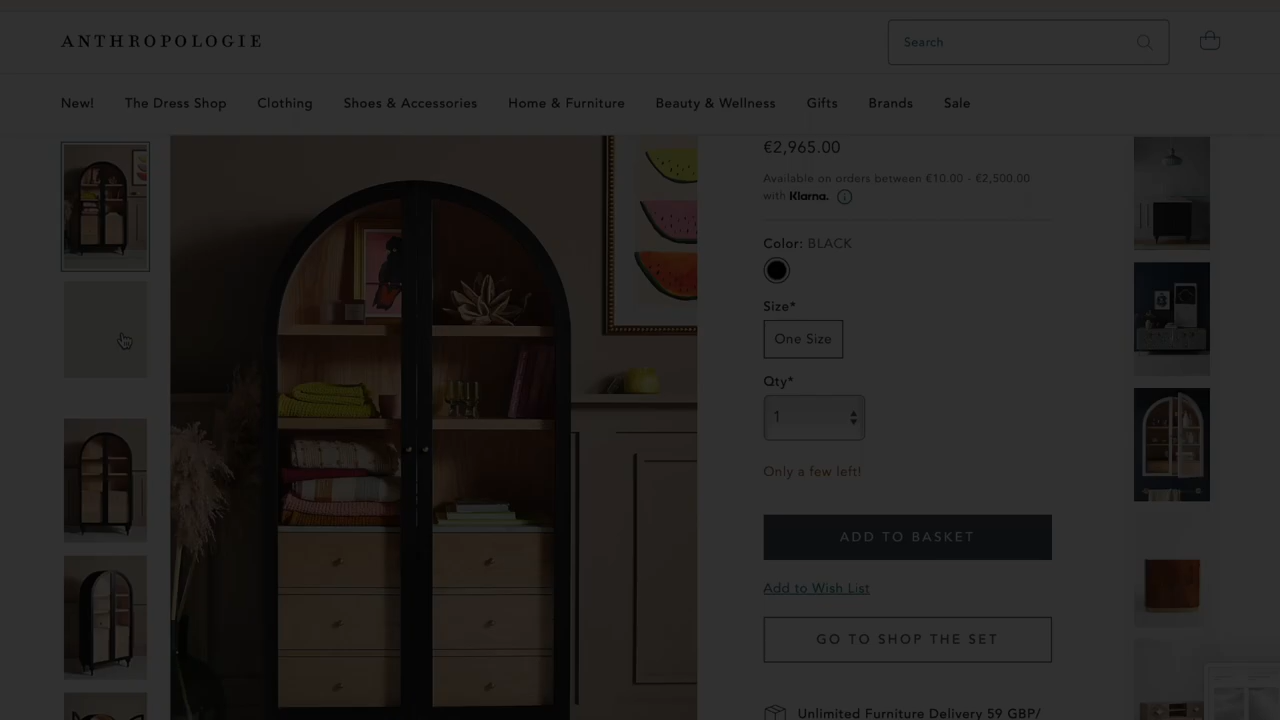 ANTHROPOLOGIE
Search
New! The Dress Shop Clothing Shoes & Accessories Home & Furniture Beauty & Wellness Gifts Brands Sale
€2,965.00
Available on orders between €10.00 - €2,500.00
with Klarna.
Color: BLACK
Size*
One Size
Qty*
1
Only a few left!
ADD TO BASKET
Add to Wish List
GO TO SHOP THE SET
Unlimited Furniture Delivery 59 GBP/